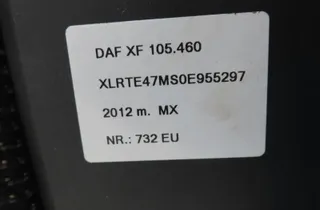 DAF XF 105.460
XLRTE47MS0E955297
2012 m. MX
NR.: 732 EU